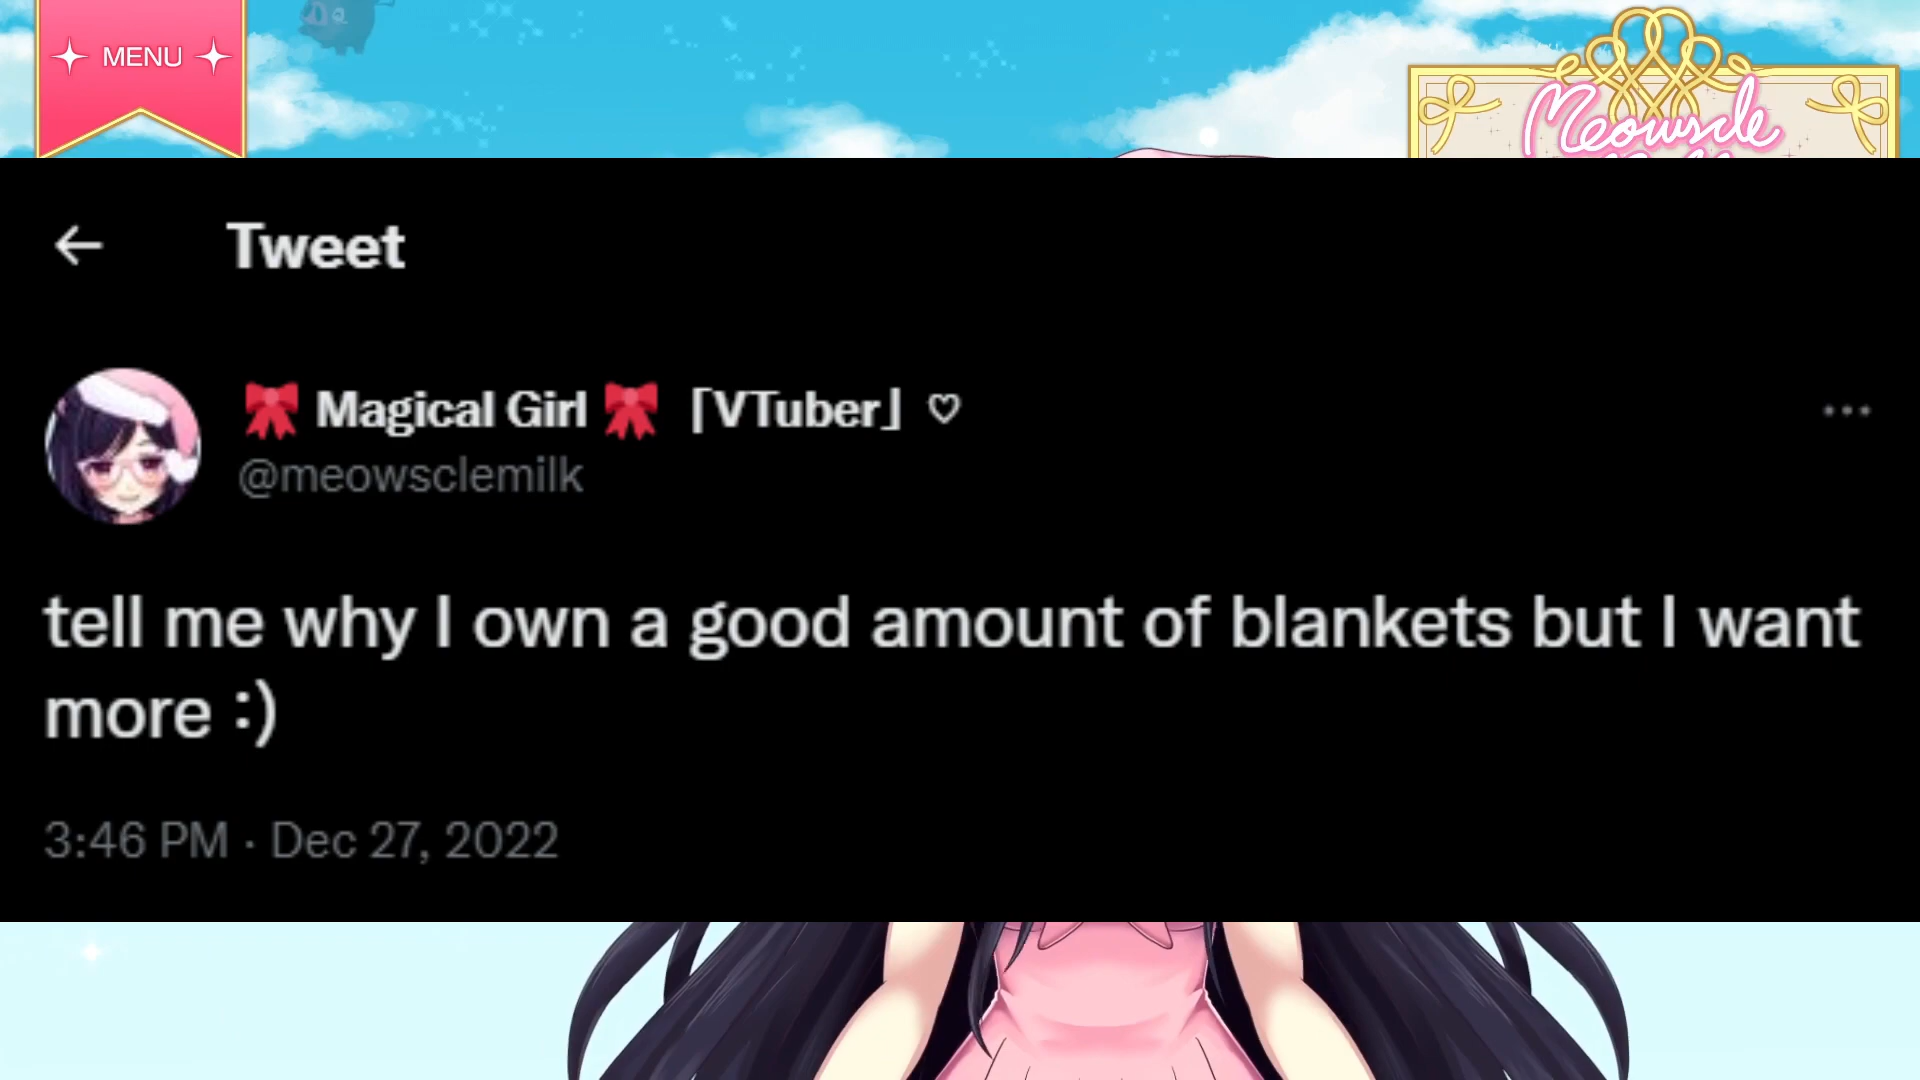 MENU
Meowscle
Tweet
🎀 Magical Girl 🎀 「VTuber」 ♡
@meowsclemilk
tell me why I own a good amount of blankets but I want
more :)
3:46 PM · Dec 27, 2022